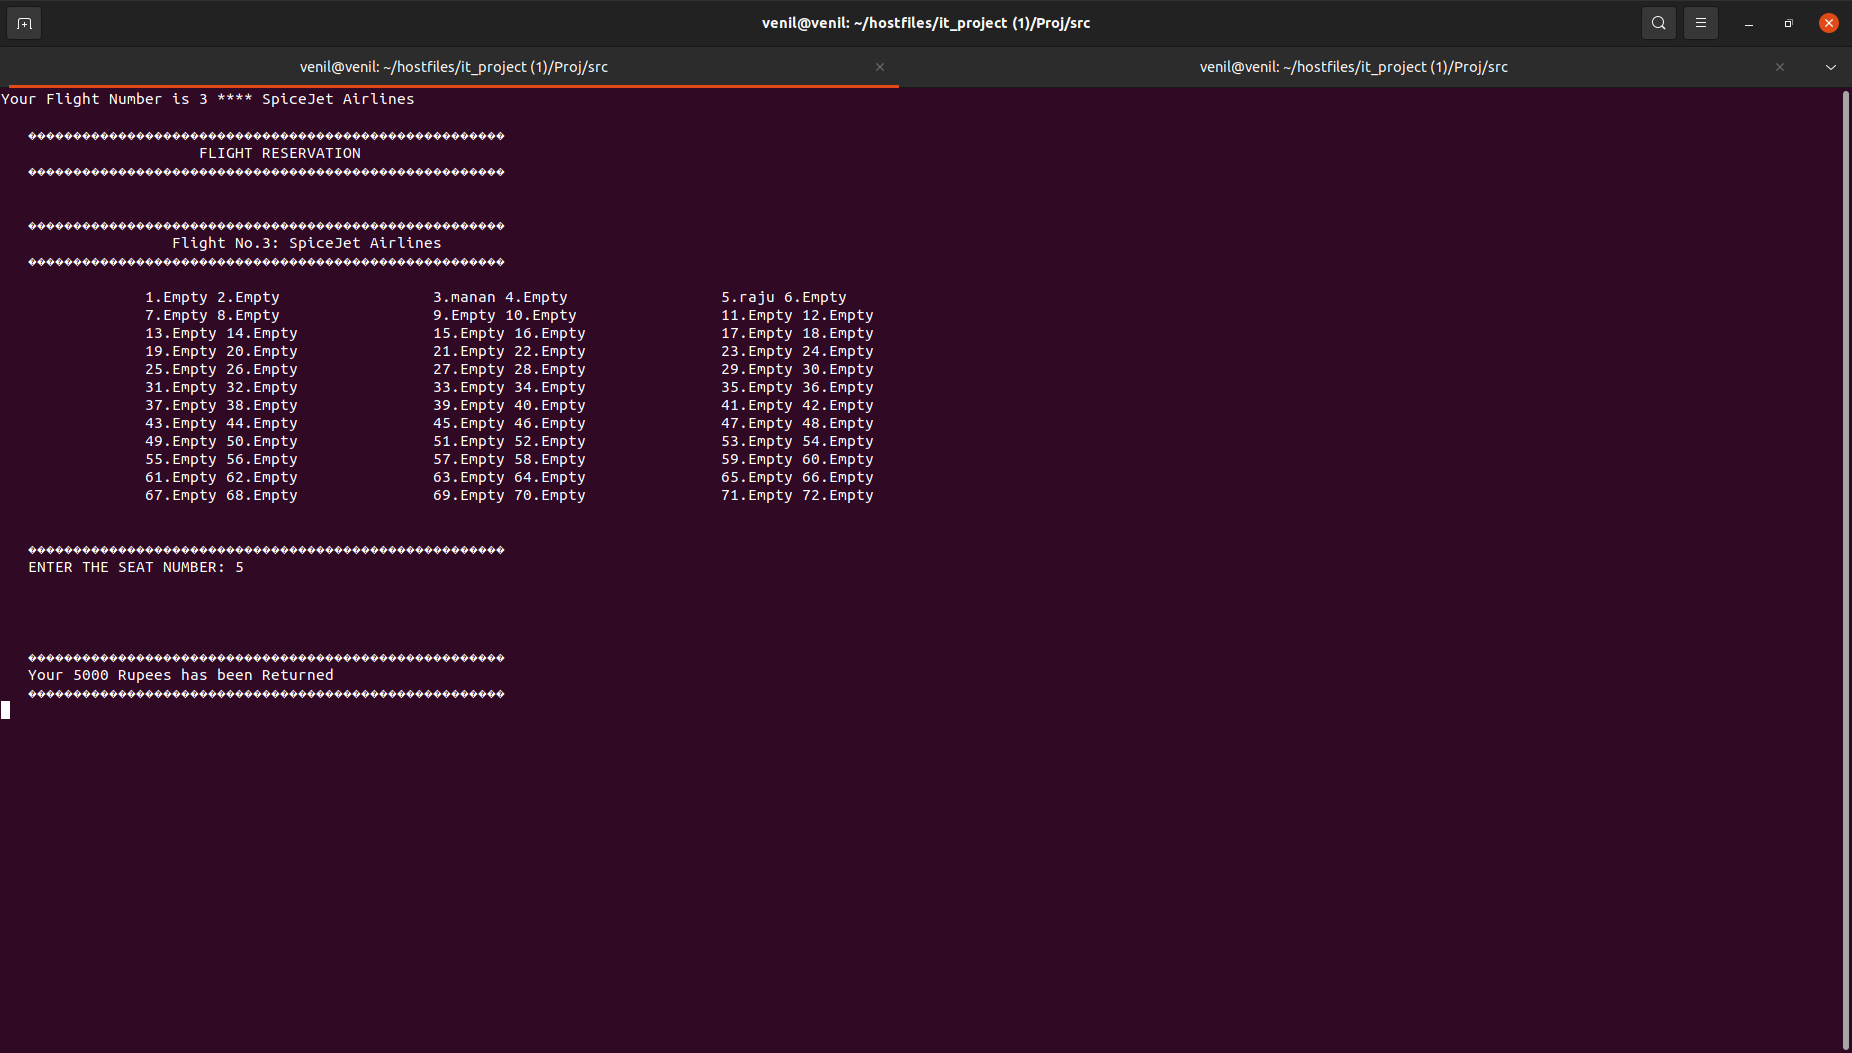 venil@venil: ~/hostfiles/it_project (1)/Proj/src
venil@venil: ~/hostfiles/it_project (1)/Proj/src
venil@venil: ~/hostfiles/it_project (1)/Proj/src
Your Flight Number is 3 **** SpiceJet Airlines
�����������������������������������������������������
FLIGHT RESERVATION
�����������������������������������������������������
�����������������������������������������������������
Flight No.3: SpiceJet Airlines
�����������������������������������������������������
1.Empty 2.Empty 3.manan 4.Empty 5.raju 6.Empty
7.Empty 8.Empty 9.Empty 10.Empty 11.Empty 12.Empty
13.Empty 14.Empty 15.Empty 16.Empty 17.Empty 18.Empty
19.Empty 20.Empty 21.Empty 22.Empty 23.Empty 24.Empty
25.Empty 26.Empty 27.Empty 28.Empty 29.Empty 30.Empty
31.Empty 32.Empty 33.Empty 34.Empty 35.Empty 36.Empty
37.Empty 38.Empty 39.Empty 40.Empty 41.Empty 42.Empty
43.Empty 44.Empty 45.Empty 46.Empty 47.Empty 48.Empty
49.Empty 50.Empty 51.Empty 52.Empty 53.Empty 54.Empty
55.Empty 56.Empty 57.Empty 58.Empty 59.Empty 60.Empty
61.Empty 62.Empty 63.Empty 64.Empty 65.Empty 66.Empty
67.Empty 68.Empty 69.Empty 70.Empty 71.Empty 72.Empty
�����������������������������������������������������
ENTER THE SEAT NUMBER: 5
�����������������������������������������������������
Your 5000 Rupees has been Returned
�����������������������������������������������������